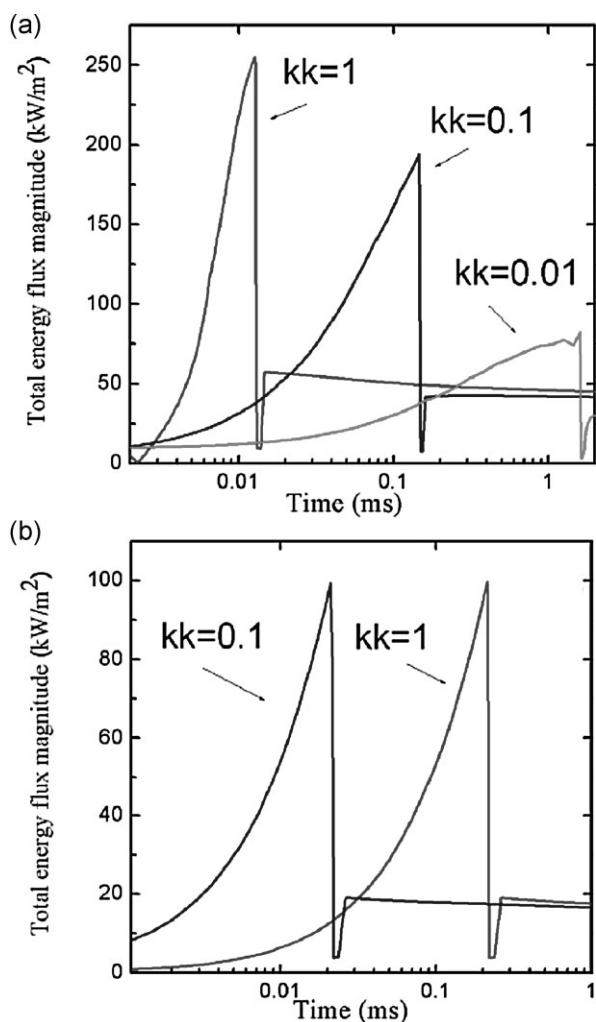 (a)
Total energy flux magnitude (kW/m²)
250
200
150
100
50
0
kk=1
kk=0.1
kk=0.01
0.01
0.1
1
Time (ms)
(b)
Total energy flux magnitude (kW/m²)
100
80
60
40
20
0
kk=0.1
kk=1
0.01
0.1
1
Time (ms)